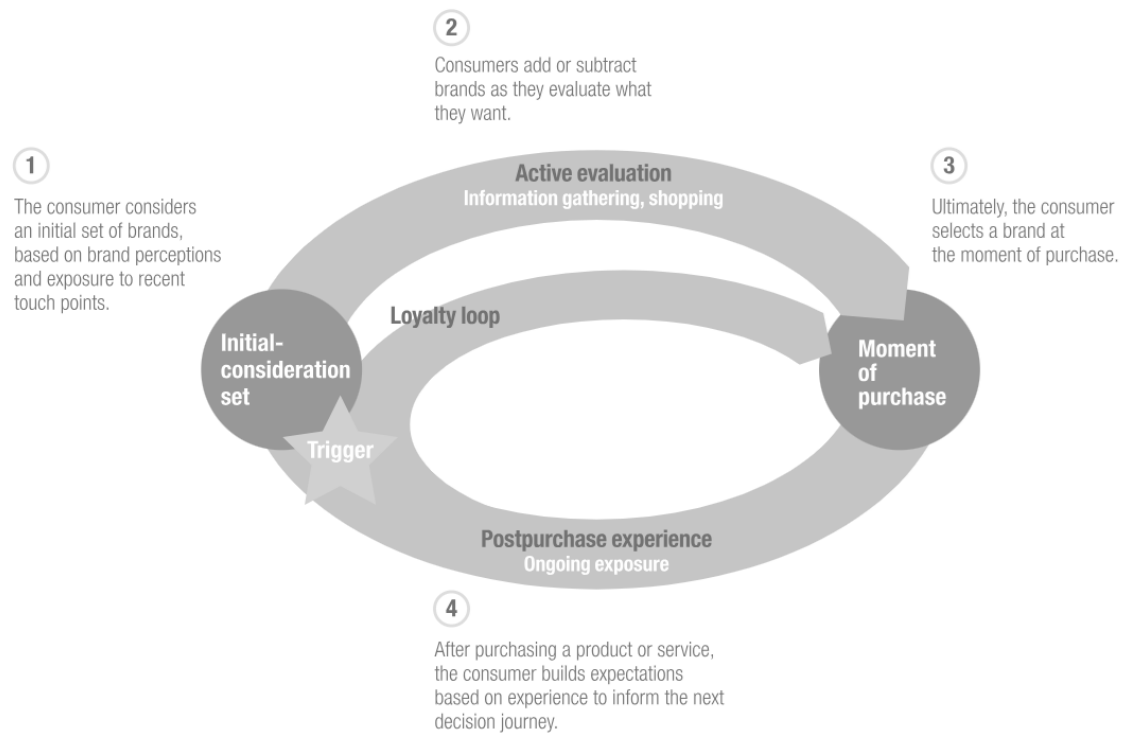 1
The consumer considers
an initial set of brands,
based on brand perceptions
and exposure to recent
touch points.
2
Consumers add or subtract
brands as they evaluate what
they want.
3
Ultimately, the consumer
selects a brand at
the moment of purchase.
Active evaluation
Information gathering, shopping
Loyalty loop
Initial-
consideration
set
Trigger
Moment
of
purchase
Postpurchase experience
Ongoing exposure
4
After purchasing a product or service,
the consumer builds expectations
based on experience to inform the next
decision journey.